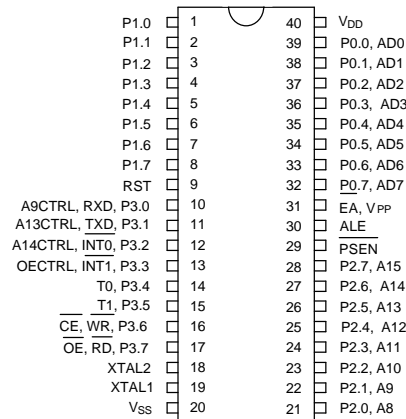 P1.0 1 40 VDD
P1.1 2 39 P0.0, AD0
P1.2 3 38 P0.1, AD1
P1.3 4 37 P0.2, AD2
P1.4 5 36 P0.3, AD3
P1.5 6 35 P0.4, AD4
P1.6 7 34 P0.5, AD5
P1.7 8 33 P0.6, AD6
RST 9 32 P0.7, AD7
A9CTRL, RXD, P3.0 10 31 EA, VPP
A13CTRL, TXD, P3.1 11 30 ALE
A14CTRL, INT0, P3.2 12 29 PSEN
OECTRL, INT1, P3.3 13 28 P2.7, A15
T0, P3.4 14 27 P2.6, A14
T1, P3.5 15 26 P2.5, A13
CE, WR, P3.6 16 25 P2.4, A12
OE, RD, P3.7 17 24 P2.3, A11
XTAL2 18 23 P2.2, A10
XTAL1 19 22 P2.1, A9
VSS 20 21 P2.0, A8